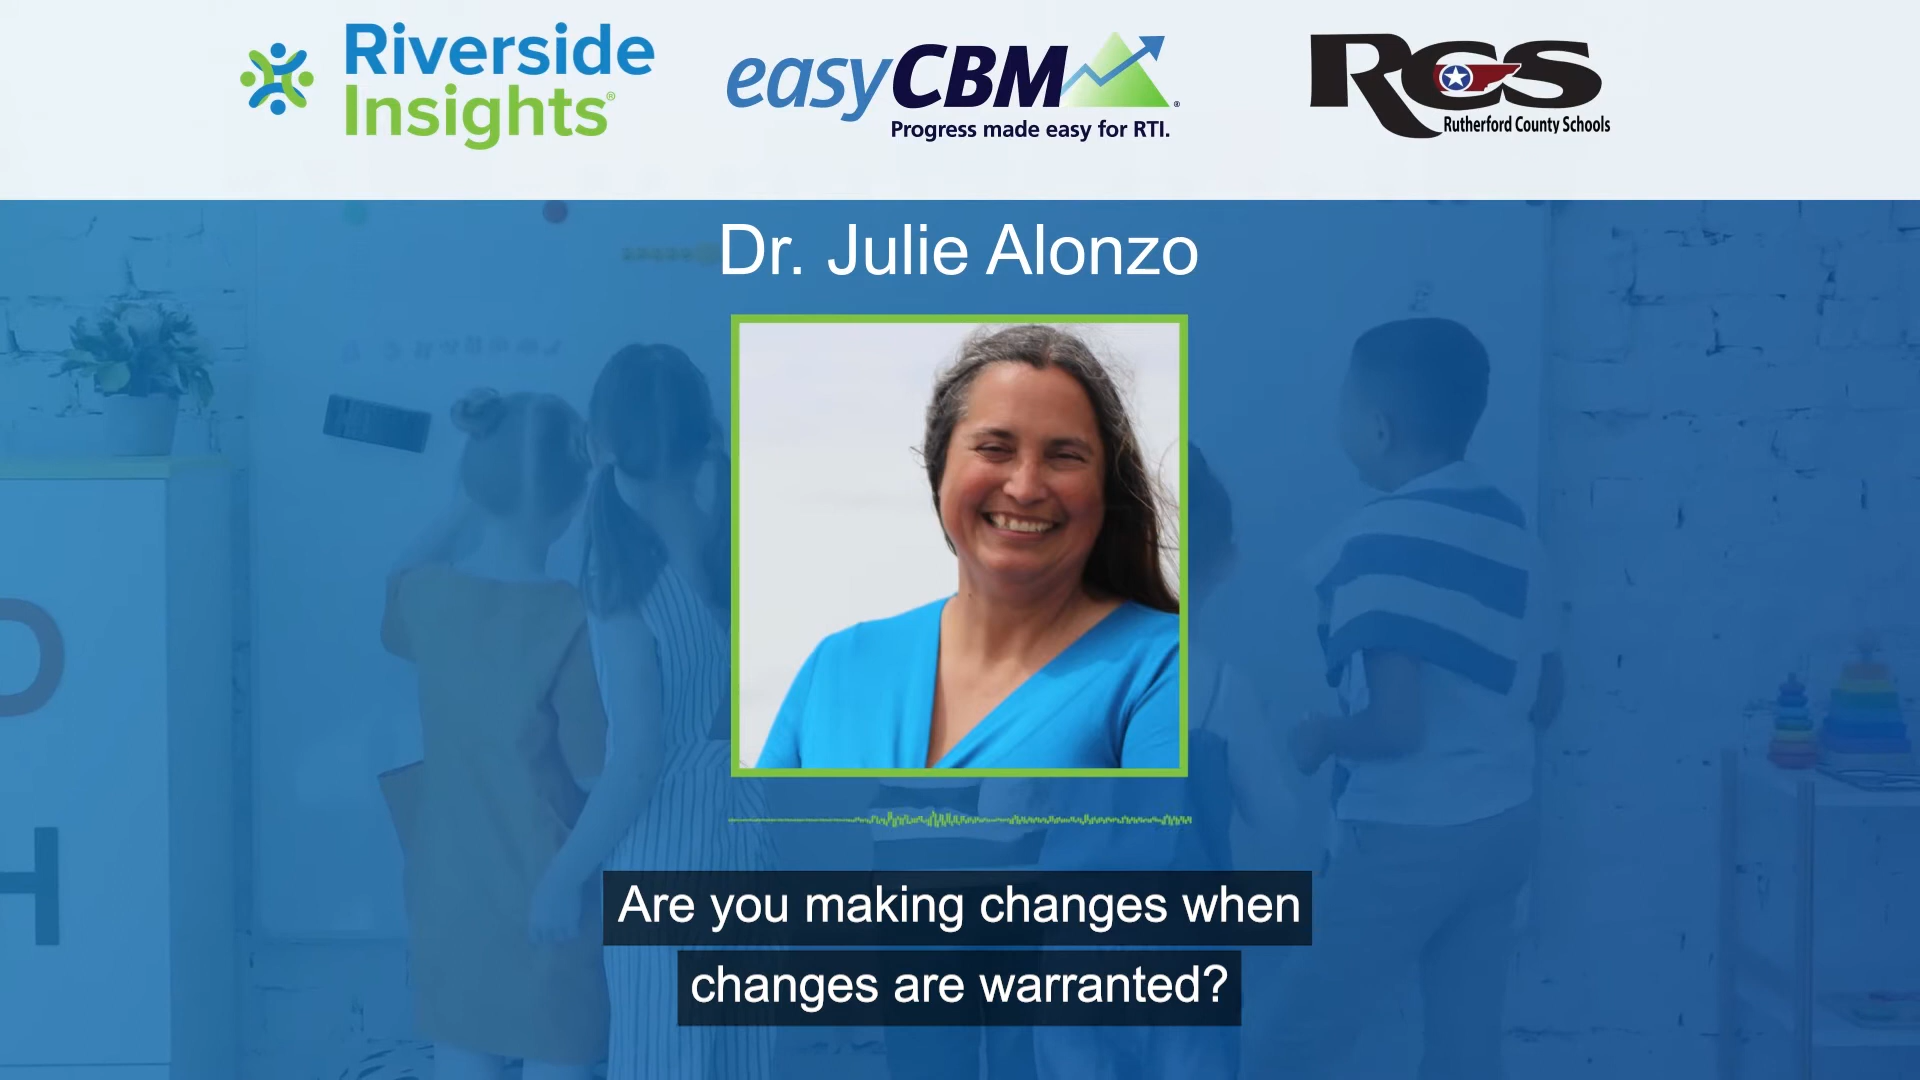 Riverside
Insights®
easyCBM®
Progress made easy for RTI.
RCS
Rutherford County Schools
Dr. Julie Alonzo
Are you making changes when
changes are warranted?
H